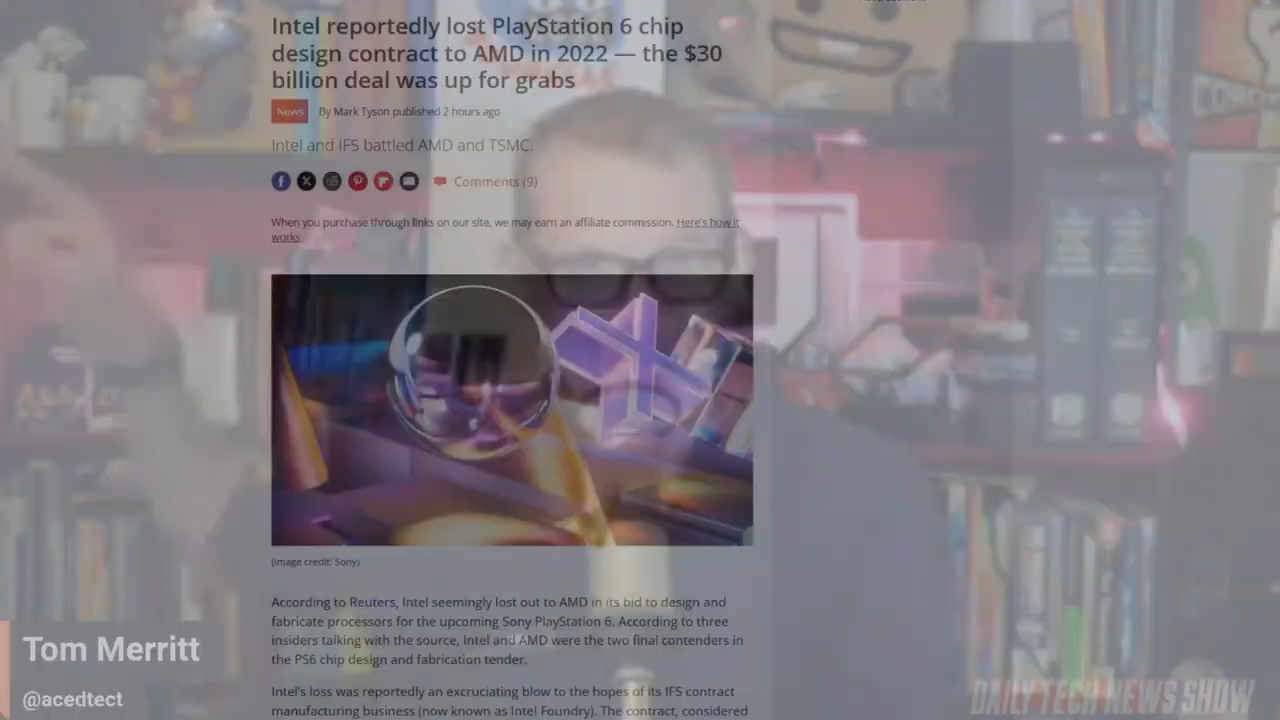 Intel reportedly lost PlayStation 6 chip
design contract to AMD in 2022 — the $30
billion deal was up for grabs
News By Mark Tyson published 2 hours ago
Intel and IFS battled AMD and TSMC.
Comments (9)
When you purchase through links on our site, we may earn an affiliate commission. Here's how it
works
(Image credit: Sony)
According to Reuters, Intel seemingly lost out to AMD in its bid to design and
fabricate processors for the upcoming Sony PlayStation 6. According to three
insiders talking with the source, Intel and AMD were the two final contenders in
the PS6 chip design and fabrication tender.
Intel's loss was reportedly an excruciating blow to the hopes of its IFS contract
manufacturing business (now known as Intel Foundry). The contract, considered
Tom Merritt
@acedtect
DAILY TECH NEWS SHOW